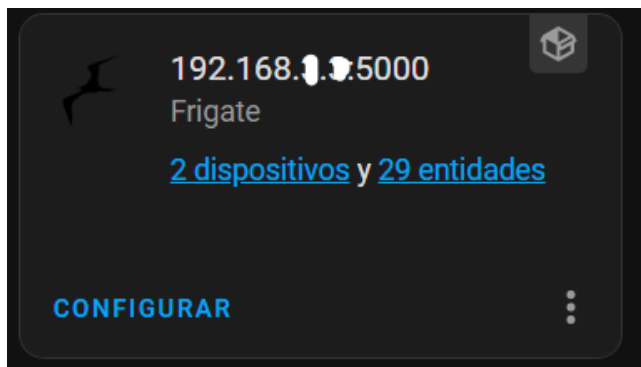 192.168. . :5000
Frigate
2 dispositivos y 29 entidades
CONFIGURAR